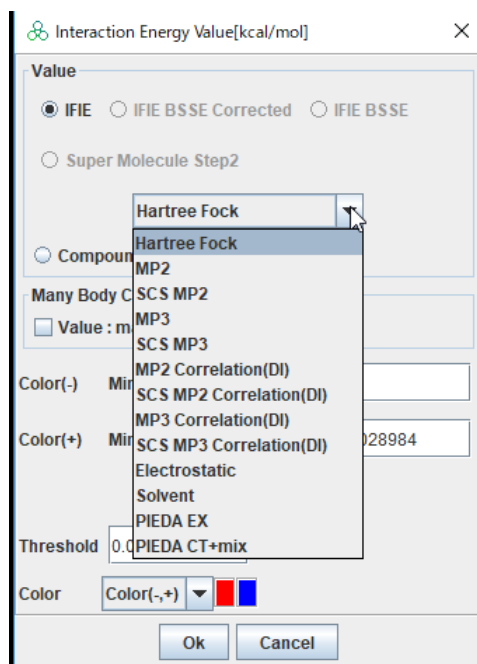 Interaction Energy Value[kcal/mol]
Value
IFIE IFIE BSSE Corrected IFIE BSSE
Super Molecule Step2
Hartree Fock
Hartree Fock
MP2
SCS MP2
MP3
SCS MP3
MP2 Correlation(DI)
SCS MP2 Correlation(DI)
MP3 Correlation(DI)
SCS MP3 Correlation(DI)
Electrostatic
Solvent
PIEDA EX
PIEDA CT+mix
Many Body C
Value : m
Color(-)
Color(+) 028984
Threshold 0.0
Color Color(-,+)
Ok Cancel